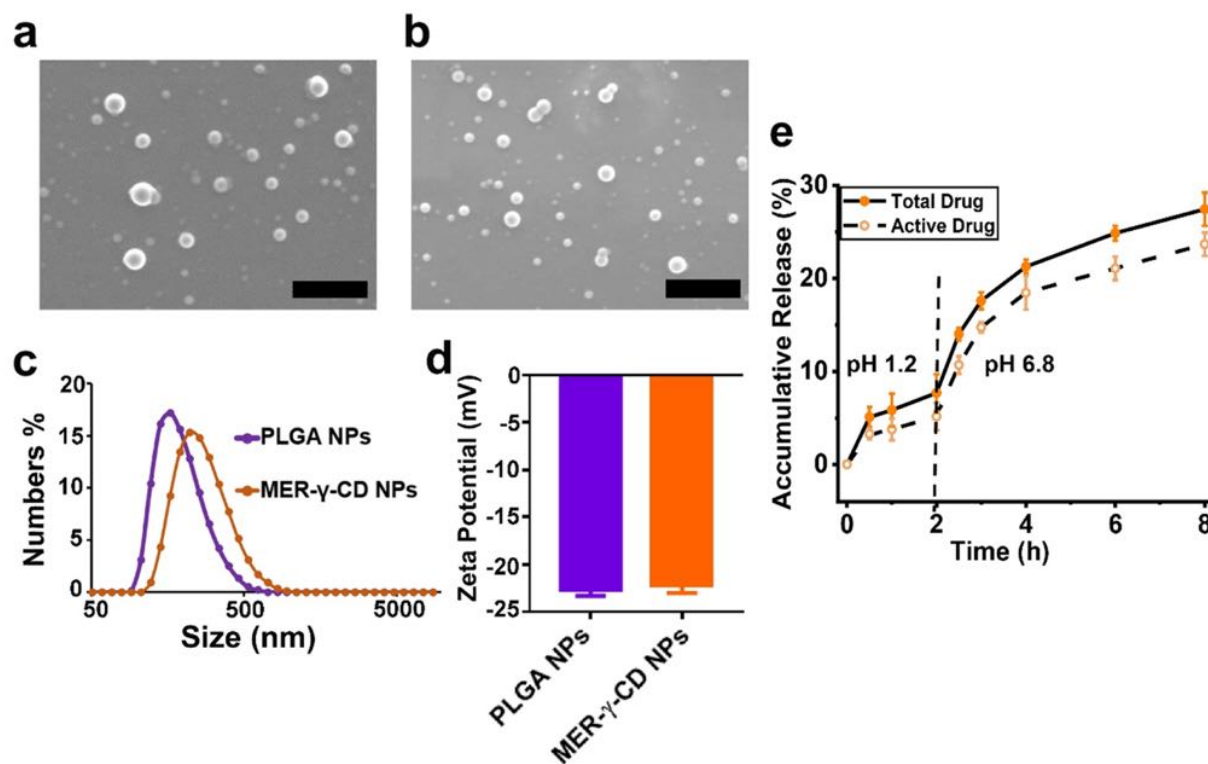 a
b
c
Numbers %
20
15
10
5
0
50
500
5000
Size (nm)
PLGA NPs
MER-γ-CD NPs
d
Zeta Potential (mV)
0
-5
-10
-15
-20
-25
PLGA NPs
MER-γ-CD NPs
e
Accumulative Release (%)
30
20
10
0
Total Drug
Active Drug
pH 1.2
pH 6.8
0
2
4
6
8
Time (h)